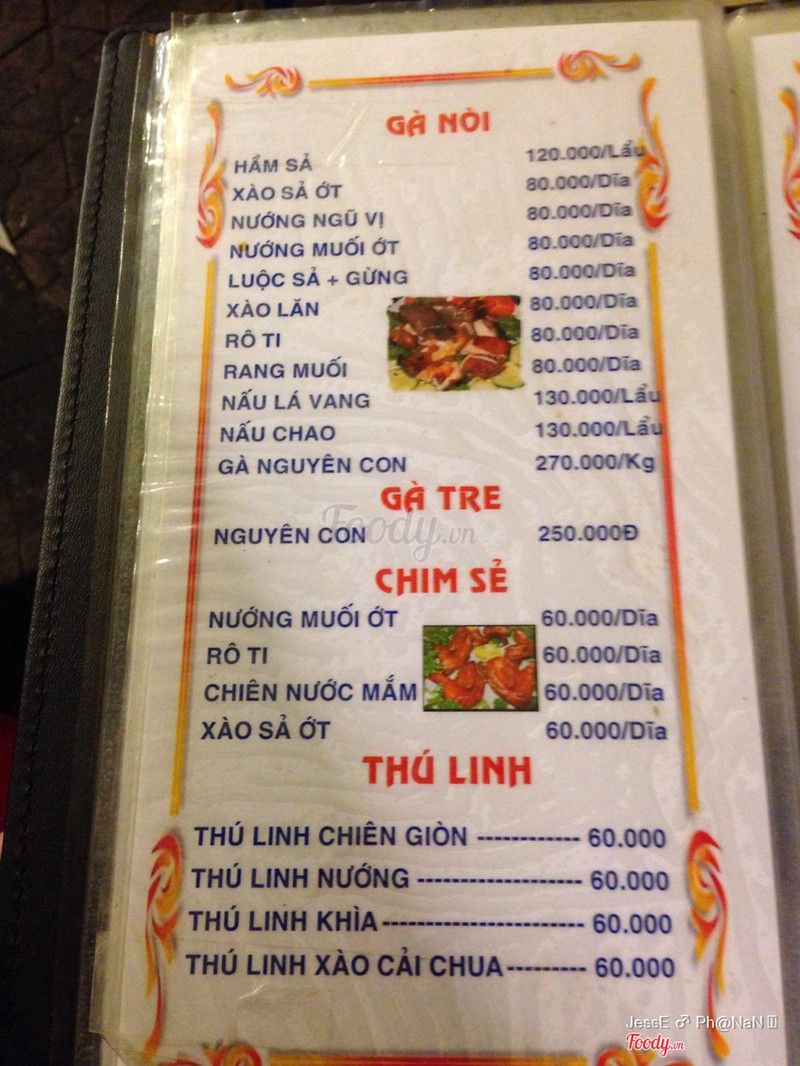 GÀ NÒI
HẦM SẢ 120.000/Lẩu
XÀO SẢ ỚT 80.000/Dĩa
NƯỚNG NGŨ VỊ 80.000/Dĩa
NƯỚNG MUỐI ỚT 80.000/Dĩa
LUỘC SẢ + GỪNG 80.000/Dĩa
XÀO LĂN 80.000/Dĩa
RÔ TI 80.000/Dĩa
RANG MUỐI 80.000/Dĩa
NẤU LÁ VANG 130.000/Lẩu
NẤU CHAO 130.000/Lẩu
GÀ NGUYÊN CON 270.000/Kg
GÀ TRE
NGUYÊN CON 250.000Đ
Foody.vn
CHIM SẺ
NƯỚNG MUỐI ỚT 60.000/Dĩa
RÔ TI 60.000/Dĩa
CHIÊN NƯỚC MẮM 60.000/Dĩa
XÀO SẢ ỚT 60.000/Dĩa
THÚ LINH
THÚ LINH CHIÊN GIÒN ------------ 60.000
THÚ LINH NƯỚNG ------------------- 60.000
THÚ LINH KHÌA----------------------- 60.000
THÚ LINH XÀO CẢI CHUA--------- 60.000
JessE ♂ Ph@NaN
Foody.vn